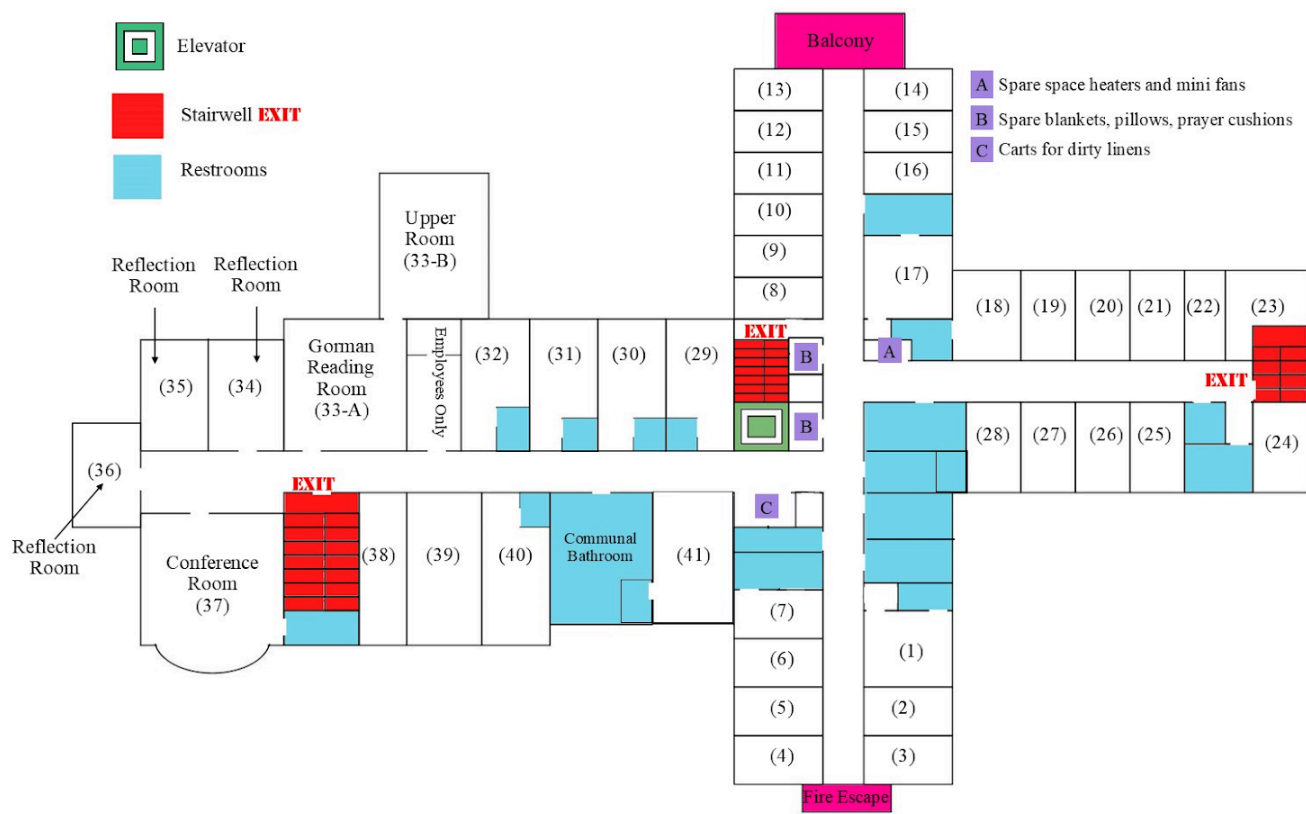 Elevator
Stairwell EXIT
Restrooms
Balcony
A Spare space heaters and mini fans
B Spare blankets, pillows, prayer cushions
C Carts for dirty linens
(13)
(14)
(12)
(15)
(11)
(16)
(10)
(9)
(17)
(8)
Upper
Room
(33-B)
Reflection
Room
Reflection
Room
(18)
(19)
(20)
(21)
(22)
(23)
EXIT
Employees Only
(32)
(31)
(30)
(29)
B
A
Gorman
Reading
Room
(33-A)
(35)
(34)
EXIT
B
(28)
(27)
(26)
(25)
(24)
(36)
EXIT
C
Reflection
Room
Conference
Room
(37)
(38)
(39)
(40)
Communal
Bathroom
(41)
(7)
(6)
(1)
(5)
(2)
(4)
(3)
Fire Escape